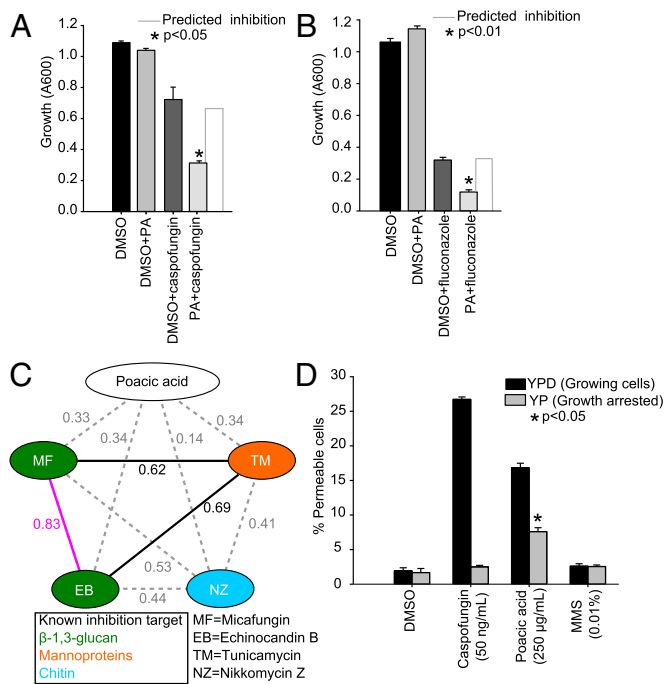 A
Predicted inhibition
* p<0.05
Growth (A600)
1.2
1.0
0.8
0.6
0.4
0.2
0.0
DMSO
DMSO+PA
DMSO+caspofungin
PA+caspofungin
*
B
Predicted inhibition
* p<0.01
Growth (A600)
1.2
1.0
0.8
0.6
0.4
0.2
0.0
DMSO
DMSO+PA
DMSO+fluconazole
PA+fluconazole
*
C
Poacic acid
0.33
0.34
0.34
0.14
MF
TM
0.62
0.69
0.83
0.41
0.53
0.44
EB
NZ
Known inhibition target
β-1,3-glucan
Mannoproteins
Chitin
MF=Micafungin
EB=Echinocandin B
TM=Tunicamycin
NZ=Nikkomycin Z
D
YPD (Growing cells)
YP (Growth arrested)
* p<0.05
% Permeable cells
30
25
20
15
10
5
0
*
DMSO
Caspofungin
(50 ng/mL)
Poacic acid
(250 µg/mL)
MMS
(0.01%)